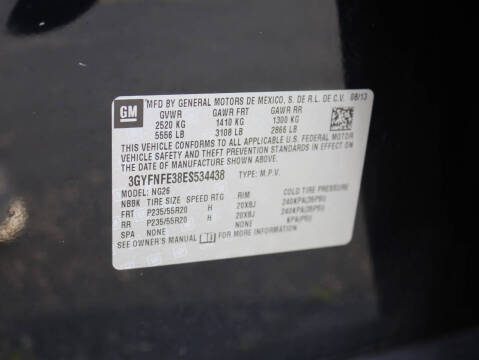 GM
MFD BY GENERAL MOTORS DE MEXICO, S. DE R.L. DE C.V. 08/13
GVWR GAWR FRT GAWR RR
2520 KG 1410 KG 1300 KG
5556 LB 3108 LB 2866 LB
THIS VEHICLE CONFORMS TO ALL APPLICABLE U.S. FEDERAL MOTOR
VEHICLE SAFETY AND THEFT PREVENTION STANDARDS IN EFFECT ON THE
DATE OF MANUFACTURE SHOWN ABOVE.
3GYFNFE38ES534438 TYPE: M.P.V.
MODEL: NG26
NBBK TIRE SIZE SPEED RTG RIM COLD TIRE PRESSURE
FRT P235/55R20 H 20X8J 240KPA(35PSI)
RR P235/55R20 H 20X8J 240KPA(35PSI)
SPA NONE NONE KPA(PSI)
SEE OWNER'S MANUAL FOR MORE INFORMATION